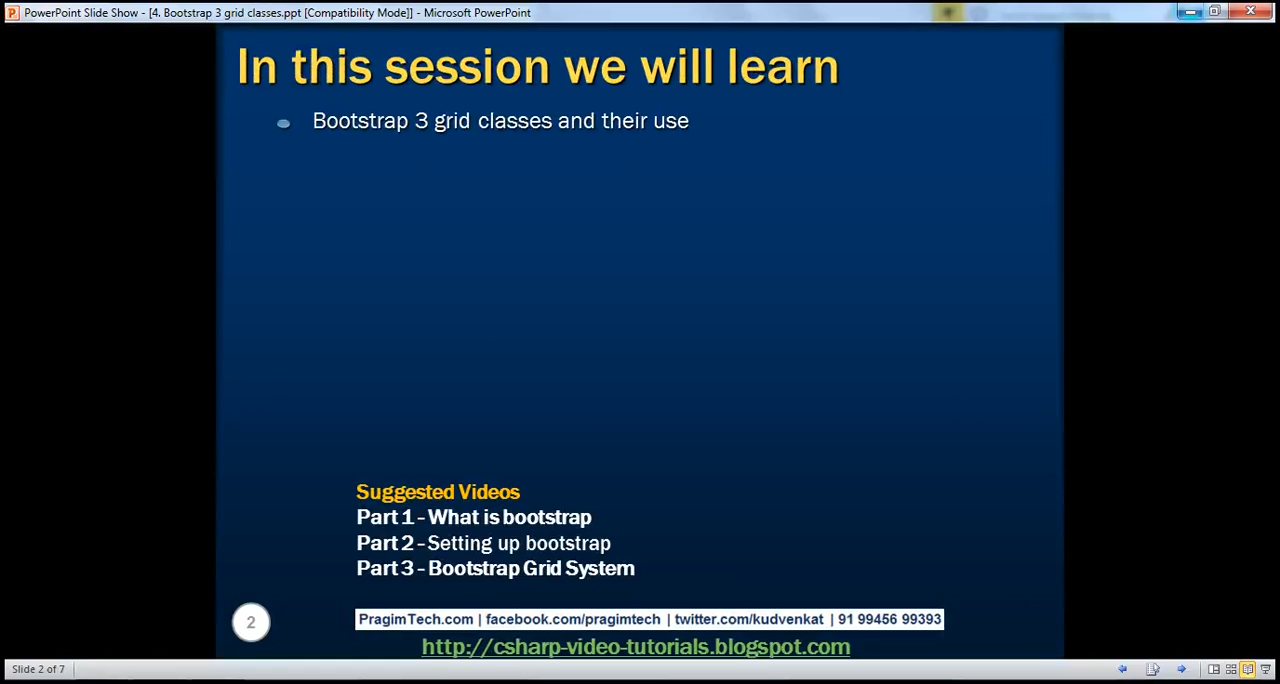 PowerPoint Slide Show - [4. Bootstrap 3 grid classes.ppt [Compatibility Mode]] - Microsoft PowerPoint
In this session we will learn
Bootstrap 3 grid classes and their use
Suggested Videos
Part 1 - What is bootstrap
Part 2 - Setting up bootstrap
Part 3 - Bootstrap Grid System
2
PragimTech.com | facebook.com/pragimtech | twitter.com/kudvenkat | 91 99456 99393
http://csharp-video-tutorials.blogspot.com
Slide 2 of 7